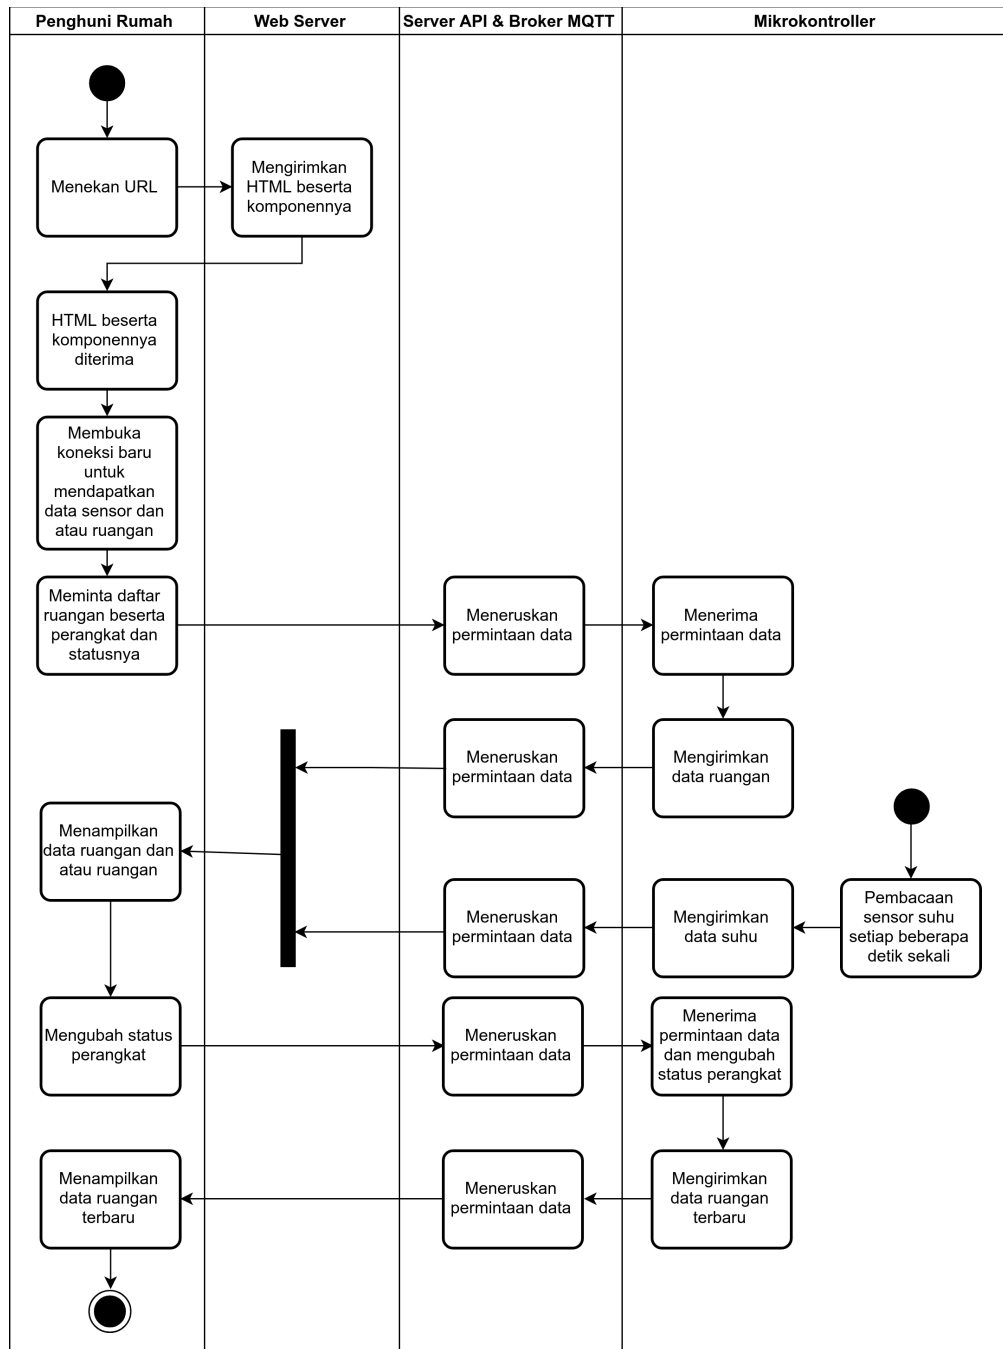 Penghuni Rumah
Web Server
Server API & Broker MQTT
Mikrokontroller
Menekan URL
Mengirimkan
HTML beserta
komponennya
HTML beserta
komponennya
diterima
Membuka
koneksi baru
untuk
mendapatkan
data sensor dan
atau ruangan
Meminta daftar
ruangan beserta
perangkat dan
statusnya
Meneruskan
permintaan data
Menerima
permintaan data
Meneruskan
permintaan data
Mengirimkan
data ruangan
Menampilkan
data ruangan dan
atau ruangan
Meneruskan
permintaan data
Mengirimkan
data suhu
Pembacaan
sensor suhu
setiap beberapa
detik sekali
Mengubah status
perangkat
Meneruskan
permintaan data
Menerima
permintaan data
dan mengubah
status perangkat
Menampilkan
data ruangan
terbaru
Meneruskan
permintaan data
Mengirimkan
data ruangan
terbaru